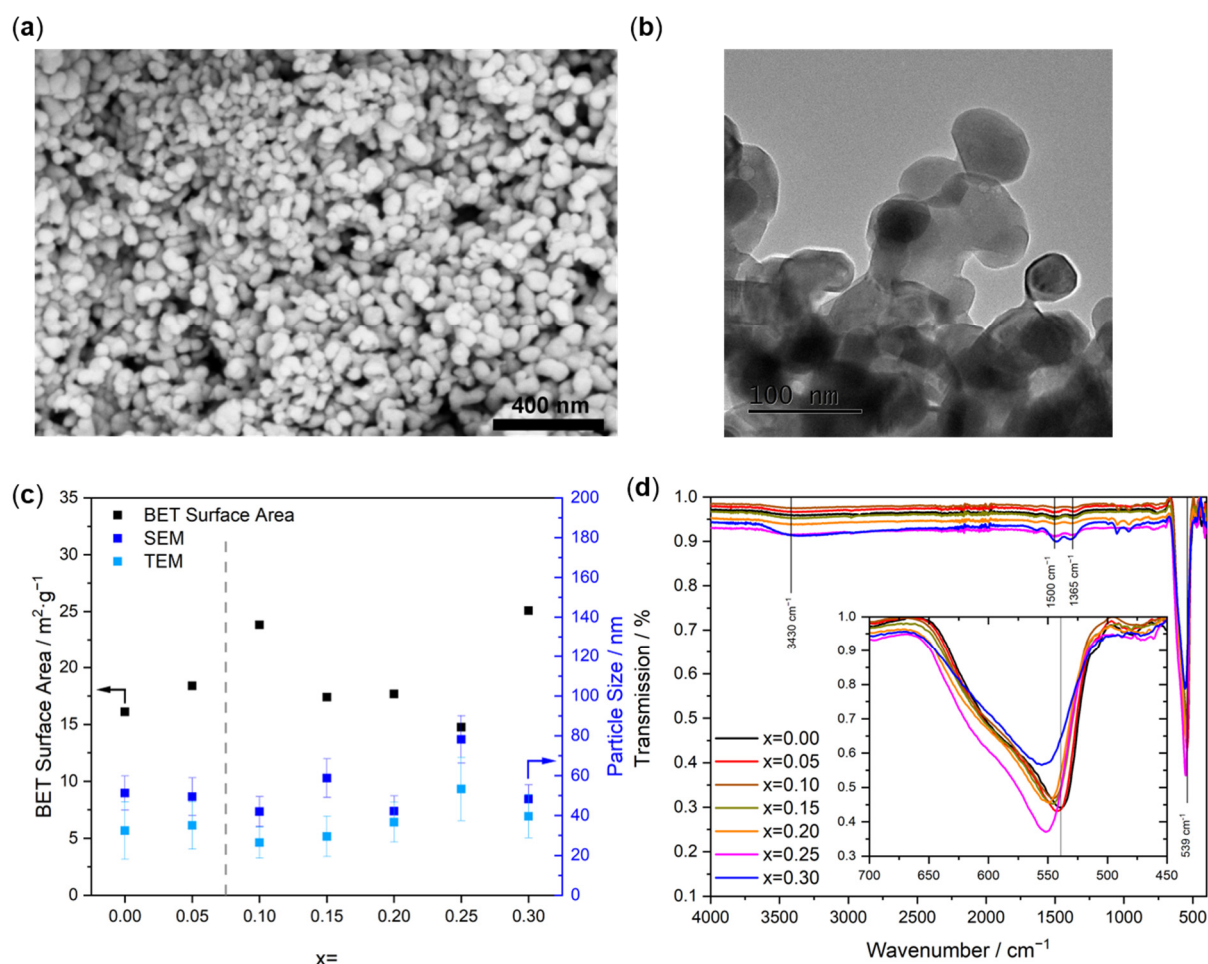 (a)
(b)
400 nm
100 nm
(c)
35
30
25
20
15
10
5
0
BET Surface Area / m²·g⁻¹
BET Surface Area
SEM
TEM
200
180
160
140
120
100
80
60
40
20
0
Particle Size / nm
0.00 0.05 0.10 0.15 0.20 0.25 0.30
x=
(d)
1.0
0.9
0.8
0.7
0.6
0.5
0.4
0.3
0.2
0.1
Transmission / %
3430 cm⁻¹
1500 cm⁻¹
1365 cm⁻¹
539 cm⁻¹
x=0.00
x=0.05
x=0.10
x=0.15
x=0.20
x=0.25
x=0.30
1.0
0.9
0.8
0.7
0.6
0.5
0.4
0.3
700 650 600 550 500 450
4000 3500 3000 2500 2000 1500 1000 500
Wavenumber / cm⁻¹